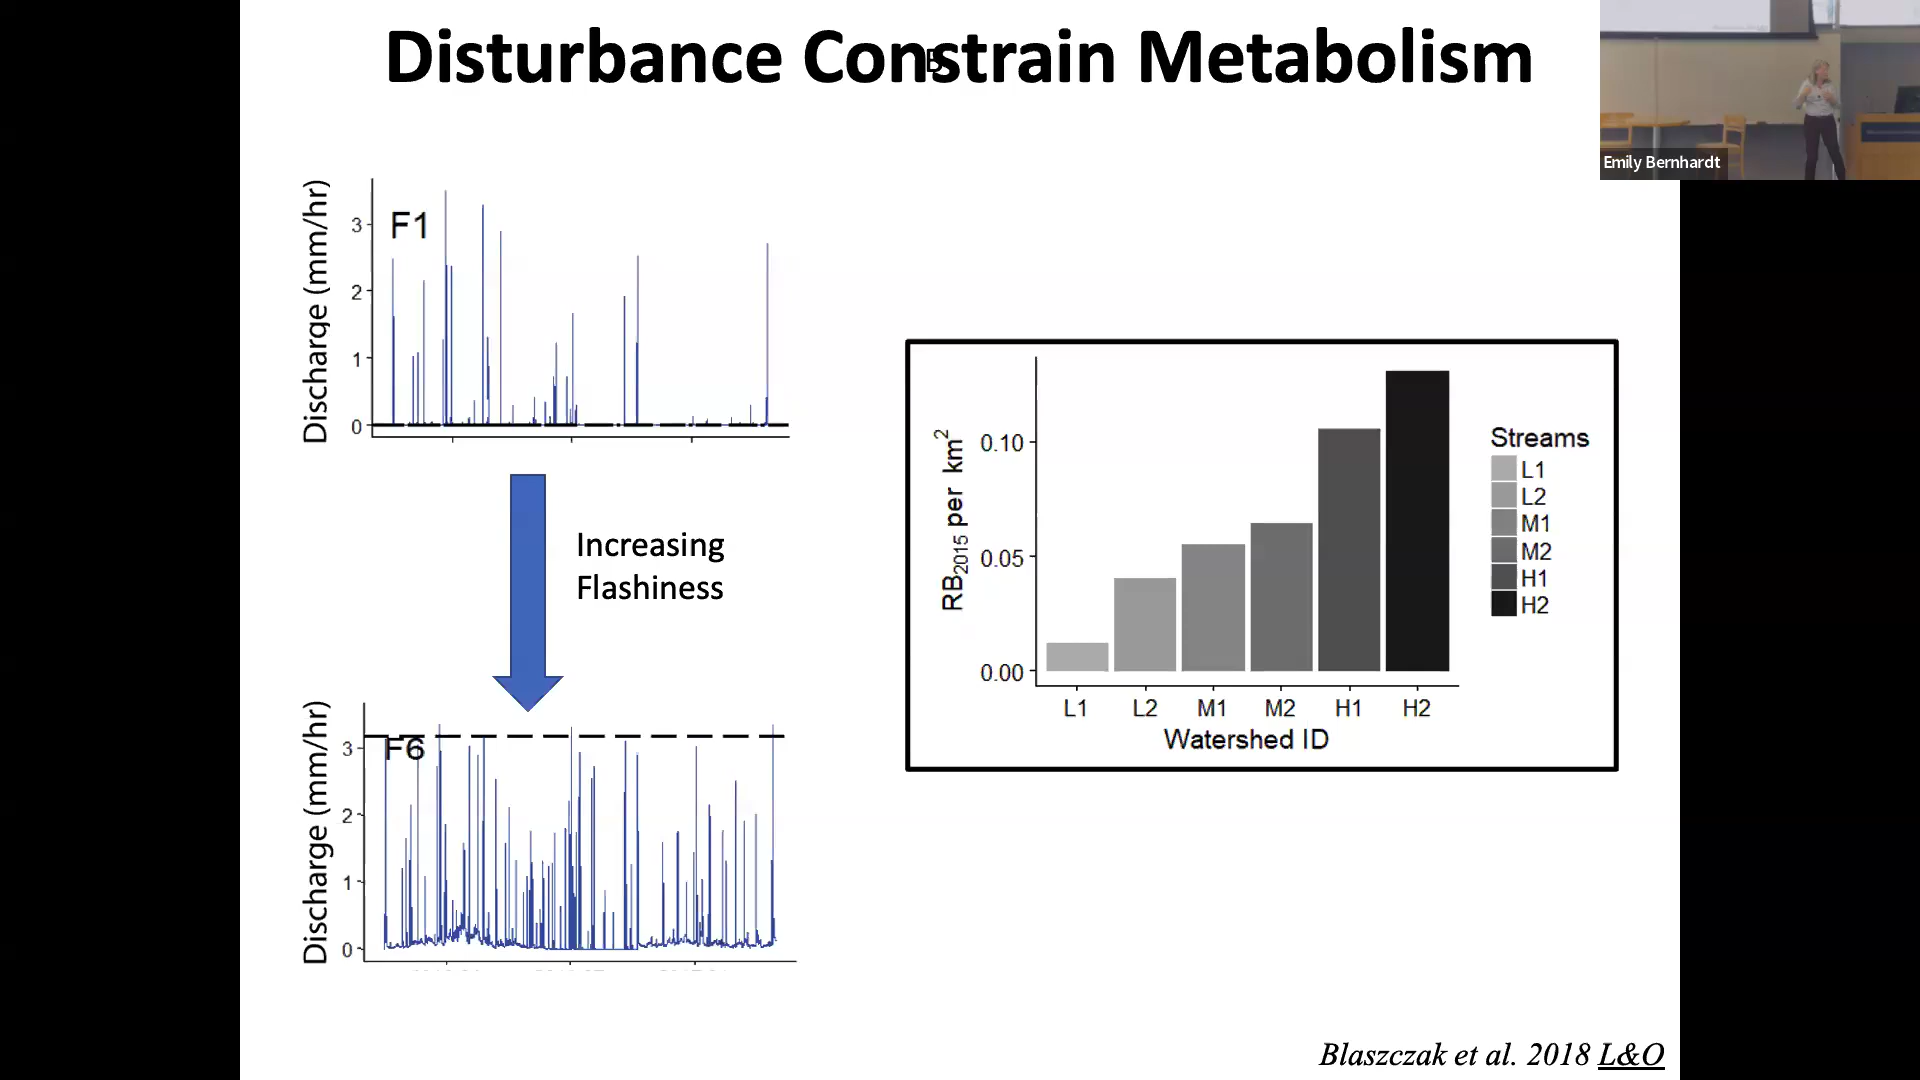 Disturbance Constrain Metabolism
Emily Bernhardt
Discharge (mm/hr)
F1
3
2
1
0
Increasing
Flashiness
Discharge (mm/hr)
F6
3
2
1
0
RB2015 per km2
0.10
0.05
0.00
L1 L2 M1 M2 H1 H2
Watershed ID
Streams
L1
L2
M1
M2
H1
H2
Blaszczak et al. 2018 L&O